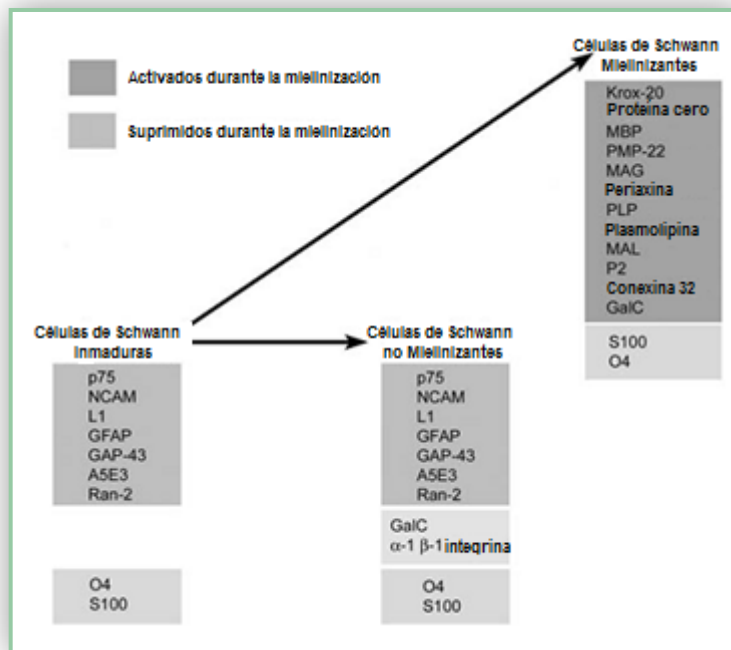 Activados durante la mielinización
Suprimidos durante la mielinización
Células de Schwann
Mielinizantes
Krox-20
Proteína cero
MBP
PMP-22
MAG
Periaxina
PLP
Plasmolipina
MAL
P2
Conexina 32
GalC
S100
O4
Células de Schwann
Inmaduras
p75
NCAM
L1
GFAP
GAP-43
A5E3
Ran-2
O4
S100
Células de Schwann
no Mielinizantes
p75
NCAM
L1
GFAP
GAP-43
A5E3
Ran-2
GalC
α-1 β-1 integrina
O4
S100